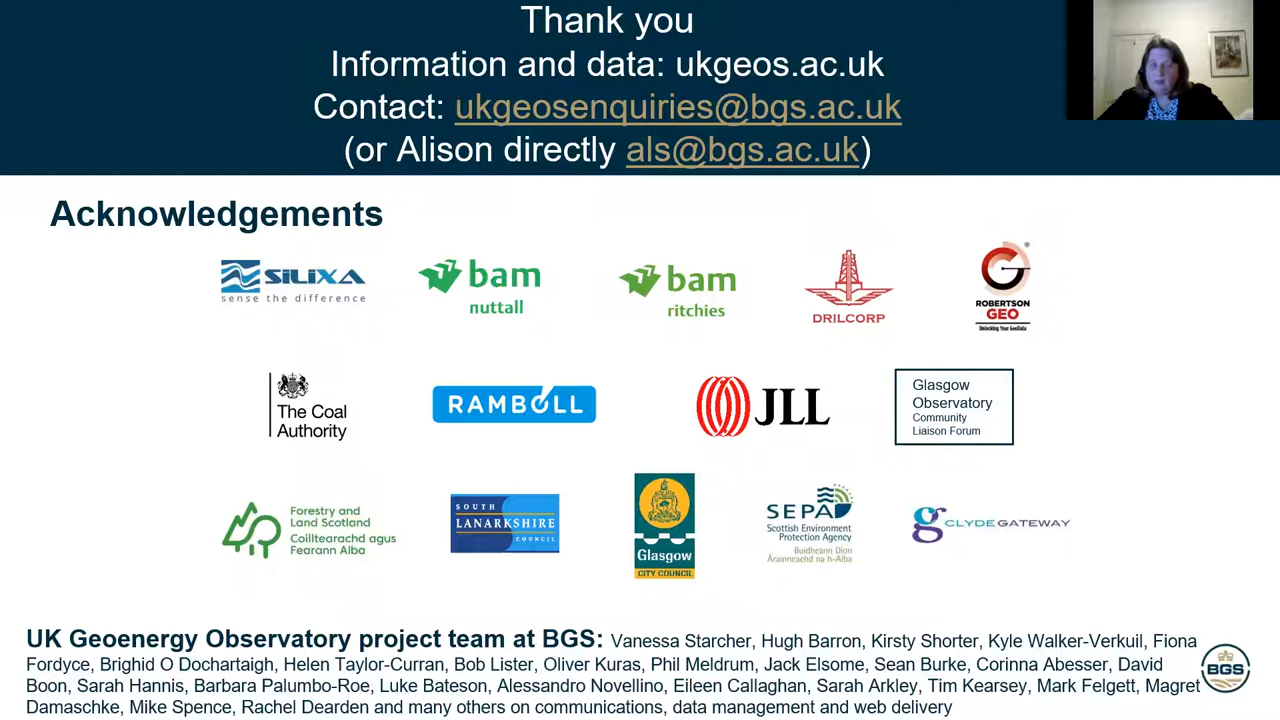 Thank you
Information and data: ukgeos.ac.uk
Contact: ukgeosenquiries@bgs.ac.uk
(or Alison directly als@bgs.ac.uk)
Acknowledgements
SILIXA
sense the difference
bam
nuttall
bam
ritchies
DRILCORP
ROBERTSON
GEO
Unlocking Your GeoData
The Coal
Authority
RAMBOLL
JLL
Glasgow
Observatory
Community
Liaison Forum
Forestry and
Land Scotland
Coilltearachd agus
Fearann Alba
SOUTH
LANARKSHIRE
COUNCIL
Glasgow
CITY COUNCIL
SEPA
Scottish Environment
Protection Agency
Buidheann Dìon
Àrainneachd na h-Alba
CLYDEGATEWAY
UK Geoenergy Observatory project team at BGS: Vanessa Starcher, Hugh Barron, Kirsty Shorter, Kyle Walker-Verkuil, Fiona
Fordyce, Brighid O Dochartaigh, Helen Taylor-Curran, Bob Lister, Oliver Kuras, Phil Meldrum, Jack Elsome, Sean Burke, Corinna Abesser, David
Boon, Sarah Hannis, Barbara Palumbo-Roe, Luke Bateson, Alessandro Novellino, Eileen Callaghan, Sarah Arkley, Tim Kearsey, Mark Felgett, Magret
Damaschke, Mike Spence, Rachel Dearden and many others on communications, data management and web delivery
BGS